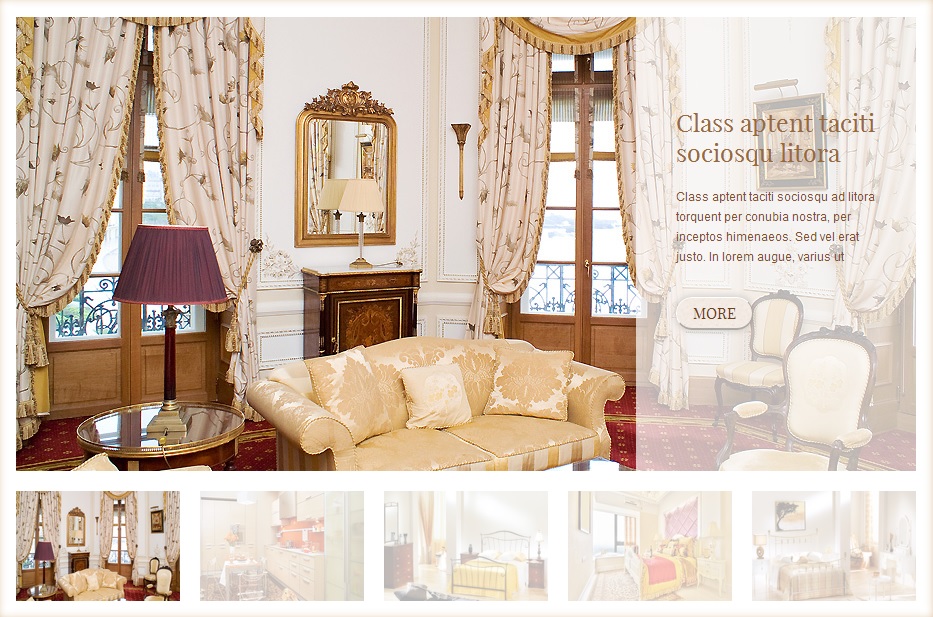 Class aptent taciti
sociosqu litora
Class aptent taciti sociosqu ad litora
torquent per conubia nostra, per
inceptos himenaeos. Sed vel erat
justo. In lorem augue, varius ut
MORE